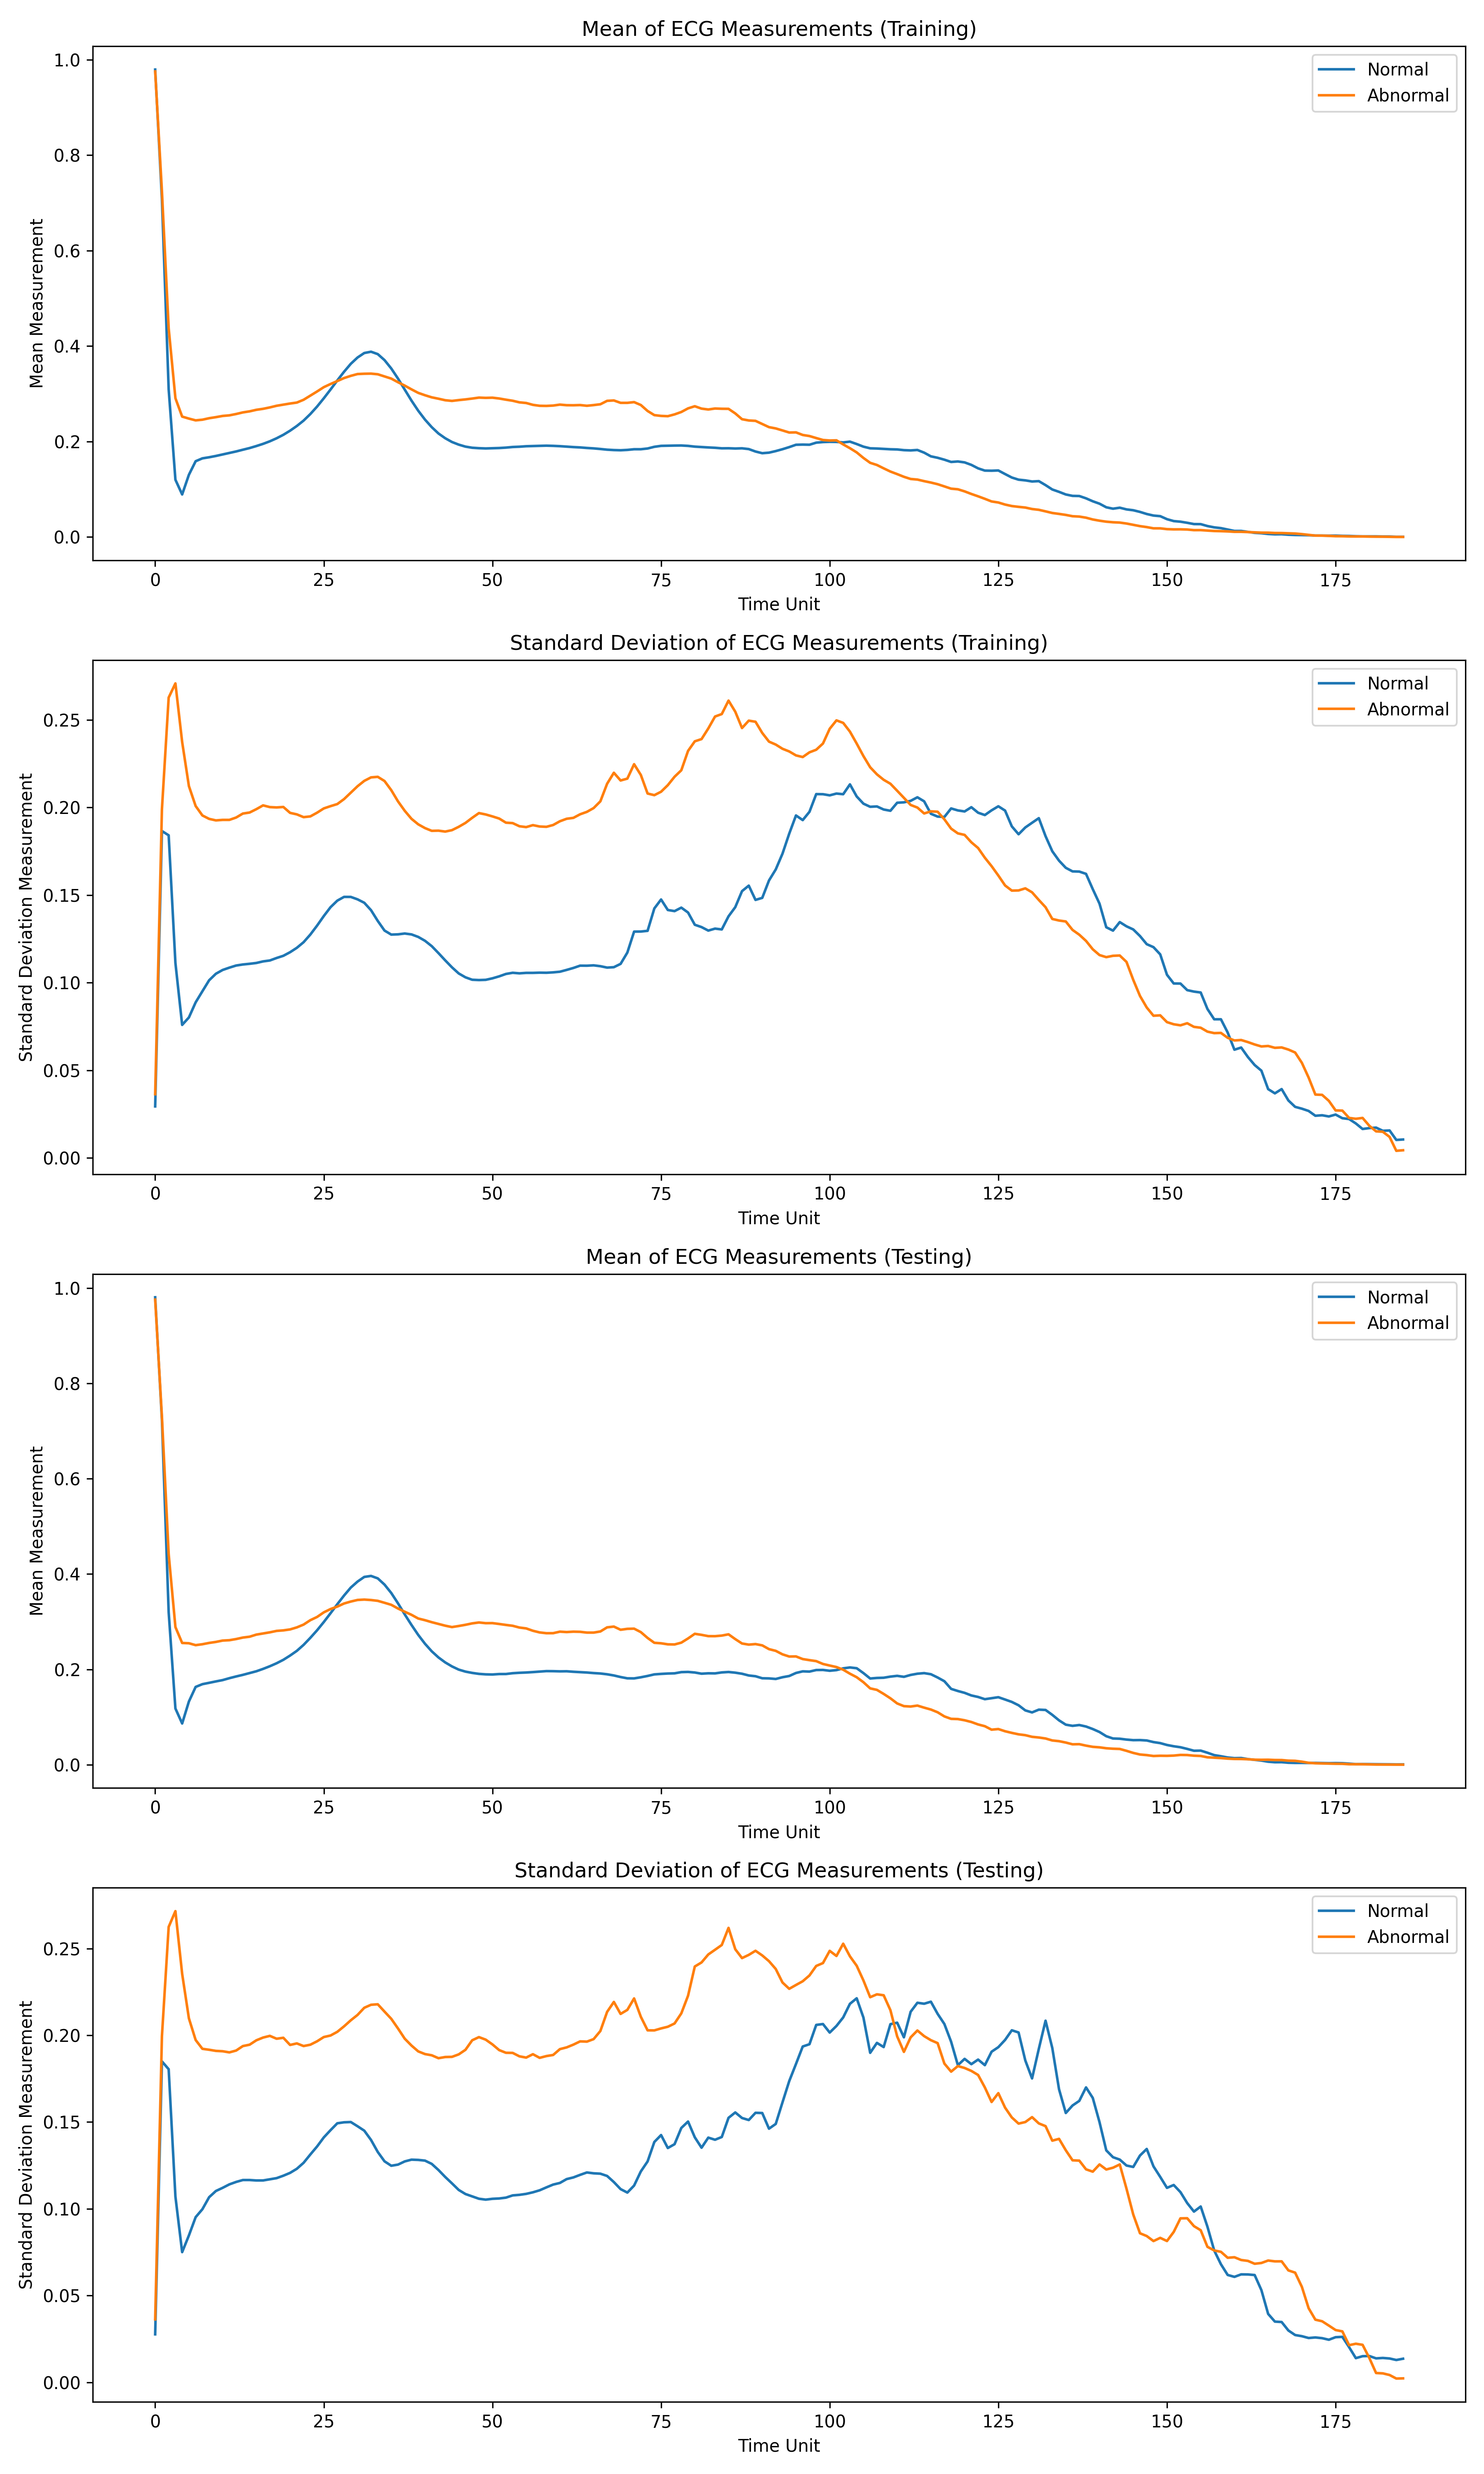 Mean of ECG Measurements (Training)
Normal
Abnormal
1.0
0.8
0.6
0.4
0.2
0.0
Mean Measurement
0 25 50 75 100 125 150 175
Time Unit
Standard Deviation of ECG Measurements (Training)
Normal
Abnormal
0.25
0.20
0.15
0.10
0.05
0.00
Standard Deviation Measurement
0 25 50 75 100 125 150 175
Time Unit
Mean of ECG Measurements (Testing)
Normal
Abnormal
1.0
0.8
0.6
0.4
0.2
0.0
Mean Measurement
0 25 50 75 100 125 150 175
Time Unit
Standard Deviation of ECG Measurements (Testing)
Normal
Abnormal
0.25
0.20
0.15
0.10
0.05
0.00
Standard Deviation Measurement
0 25 50 75 100 125 150 175
Time Unit